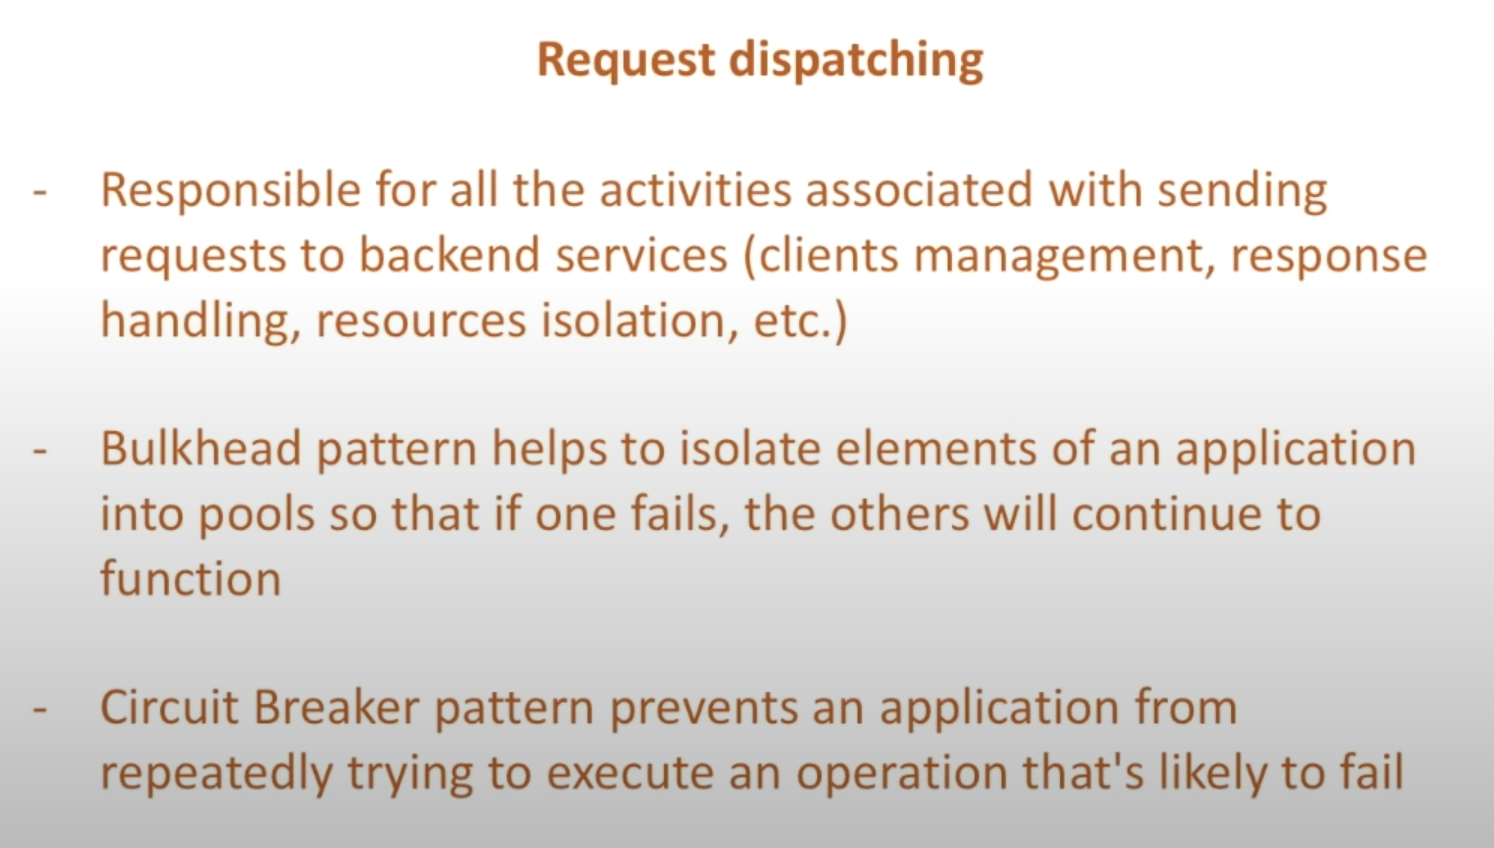 Request dispatching
- Responsible for all the activities associated with sending
requests to backend services (clients management, response
handling, resources isolation, etc.)
- Bulkhead pattern helps to isolate elements of an application
into pools so that if one fails, the others will continue to
function
- Circuit Breaker pattern prevents an application from
repeatedly trying to execute an operation that's likely to fail